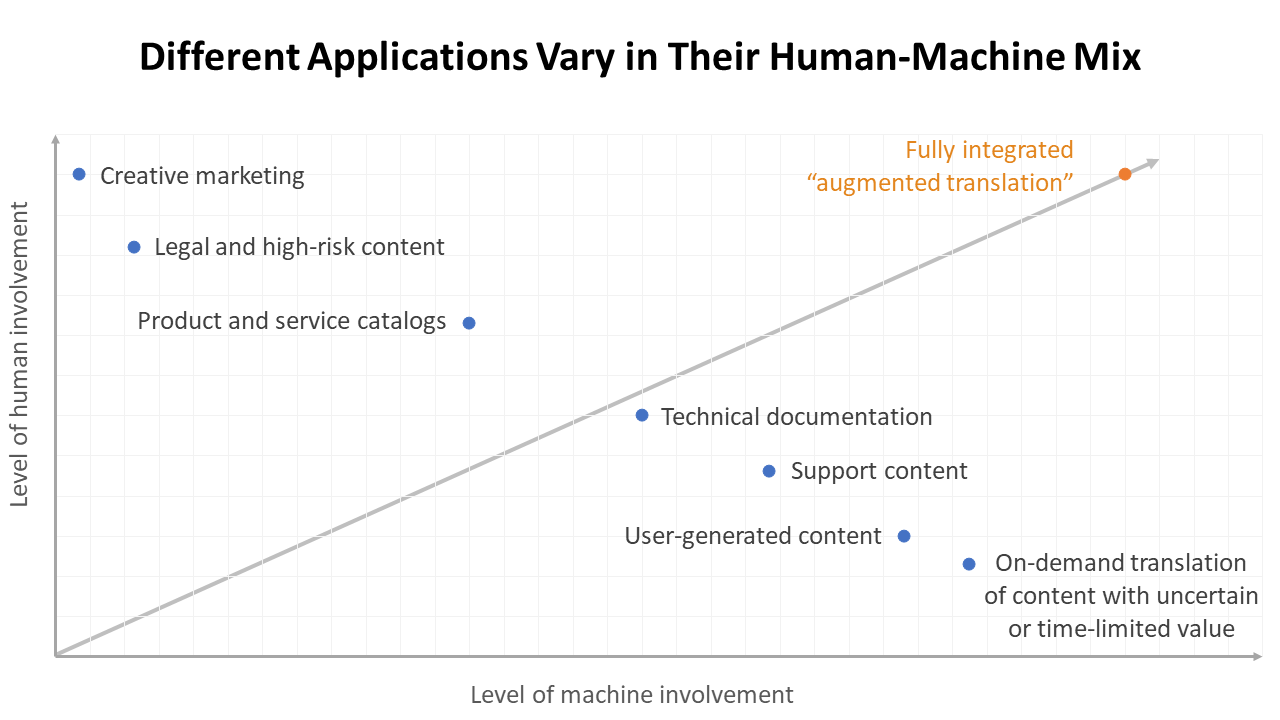 Different Applications Vary in Their Human-Machine Mix
Fully integrated
“augmented translation”
Creative marketing
Legal and high-risk content
Product and service catalogs
Technical documentation
Support content
User-generated content
On-demand translation
of content with uncertain
or time-limited value
Level of human involvement
Level of machine involvement